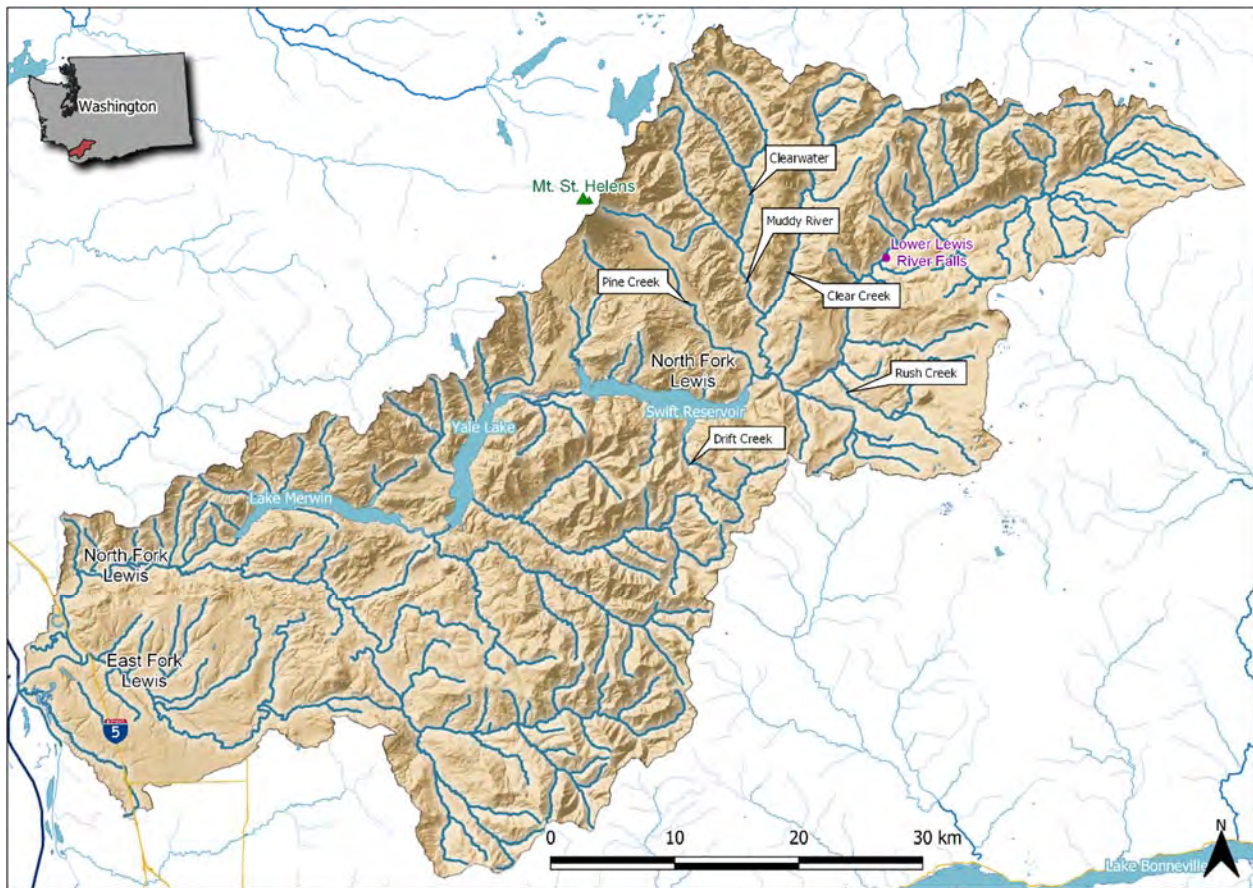 Washington
Mt. St. Helens
Clearwater
Muddy River
Lower Lewis
River Falls
Pine Creek
Clear Creek
North Fork
Lewis
Rush Creek
Swift Reservoir
Yale Lake
Drift Creek
Lake Merwin
North Fork
Lewis
East Fork
Lewis
5
0
10
20
30 km
N
Lake Bonneville